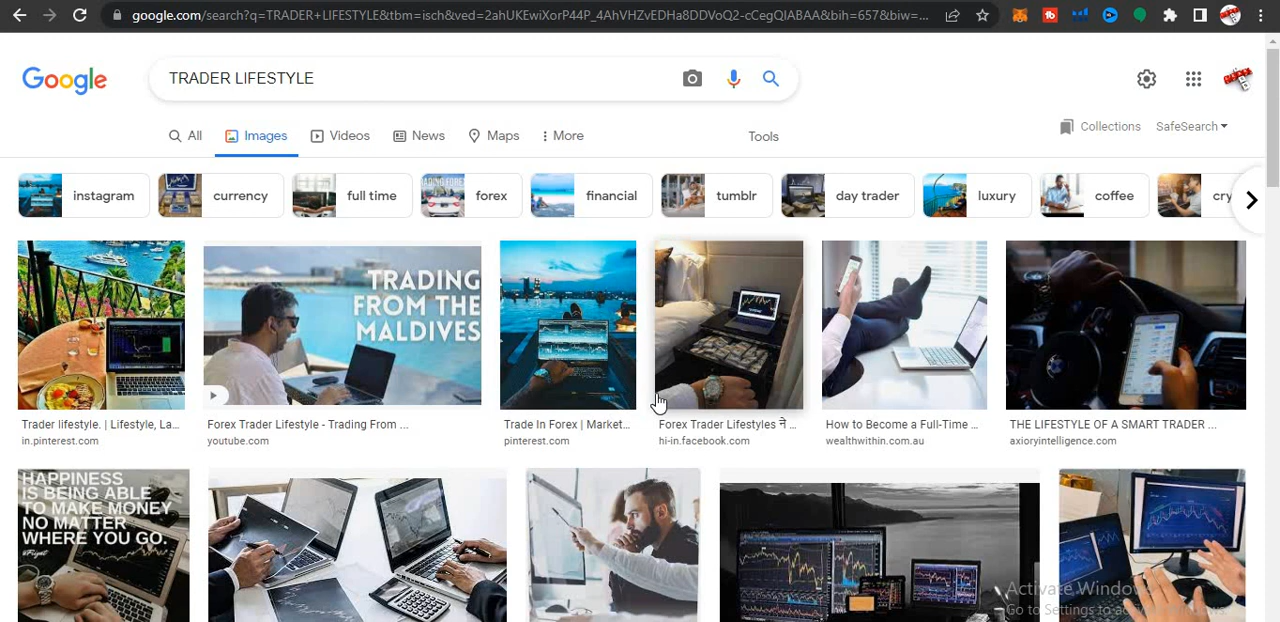 google.com/search?q=TRADER+LIFESTYLE&tbm=isch&ved=2ahUKEwiXorP44P_4AhVHZvEDHa8DDVoQ2-cCegQIABAA&bih=657&biw=...
Google
TRADER LIFESTYLE
All Images Videos News Maps More Tools
Collections SafeSearch
instagram currency full time forex financial tumblr day trader luxury coffee cry
TRADING
FROM THE
MALDIVES
Trader lifestyle. | Lifestyle, La...
in.pinterest.com
Forex Trader Lifestyle - Trading From ...
youtube.com
Trade In Forex | Market...
pinterest.com
Forex Trader Lifestyles ने ...
hi-in.facebook.com
How to Become a Full-Time ...
wealthwithin.com.au
THE LIFESTYLE OF A SMART TRADER ...
axioryintelligence.com
HAPPINESS
IS BEING ABLE
TO MAKE MONEY
NO MATTER
WHERE YOU GO.
Activate Windows